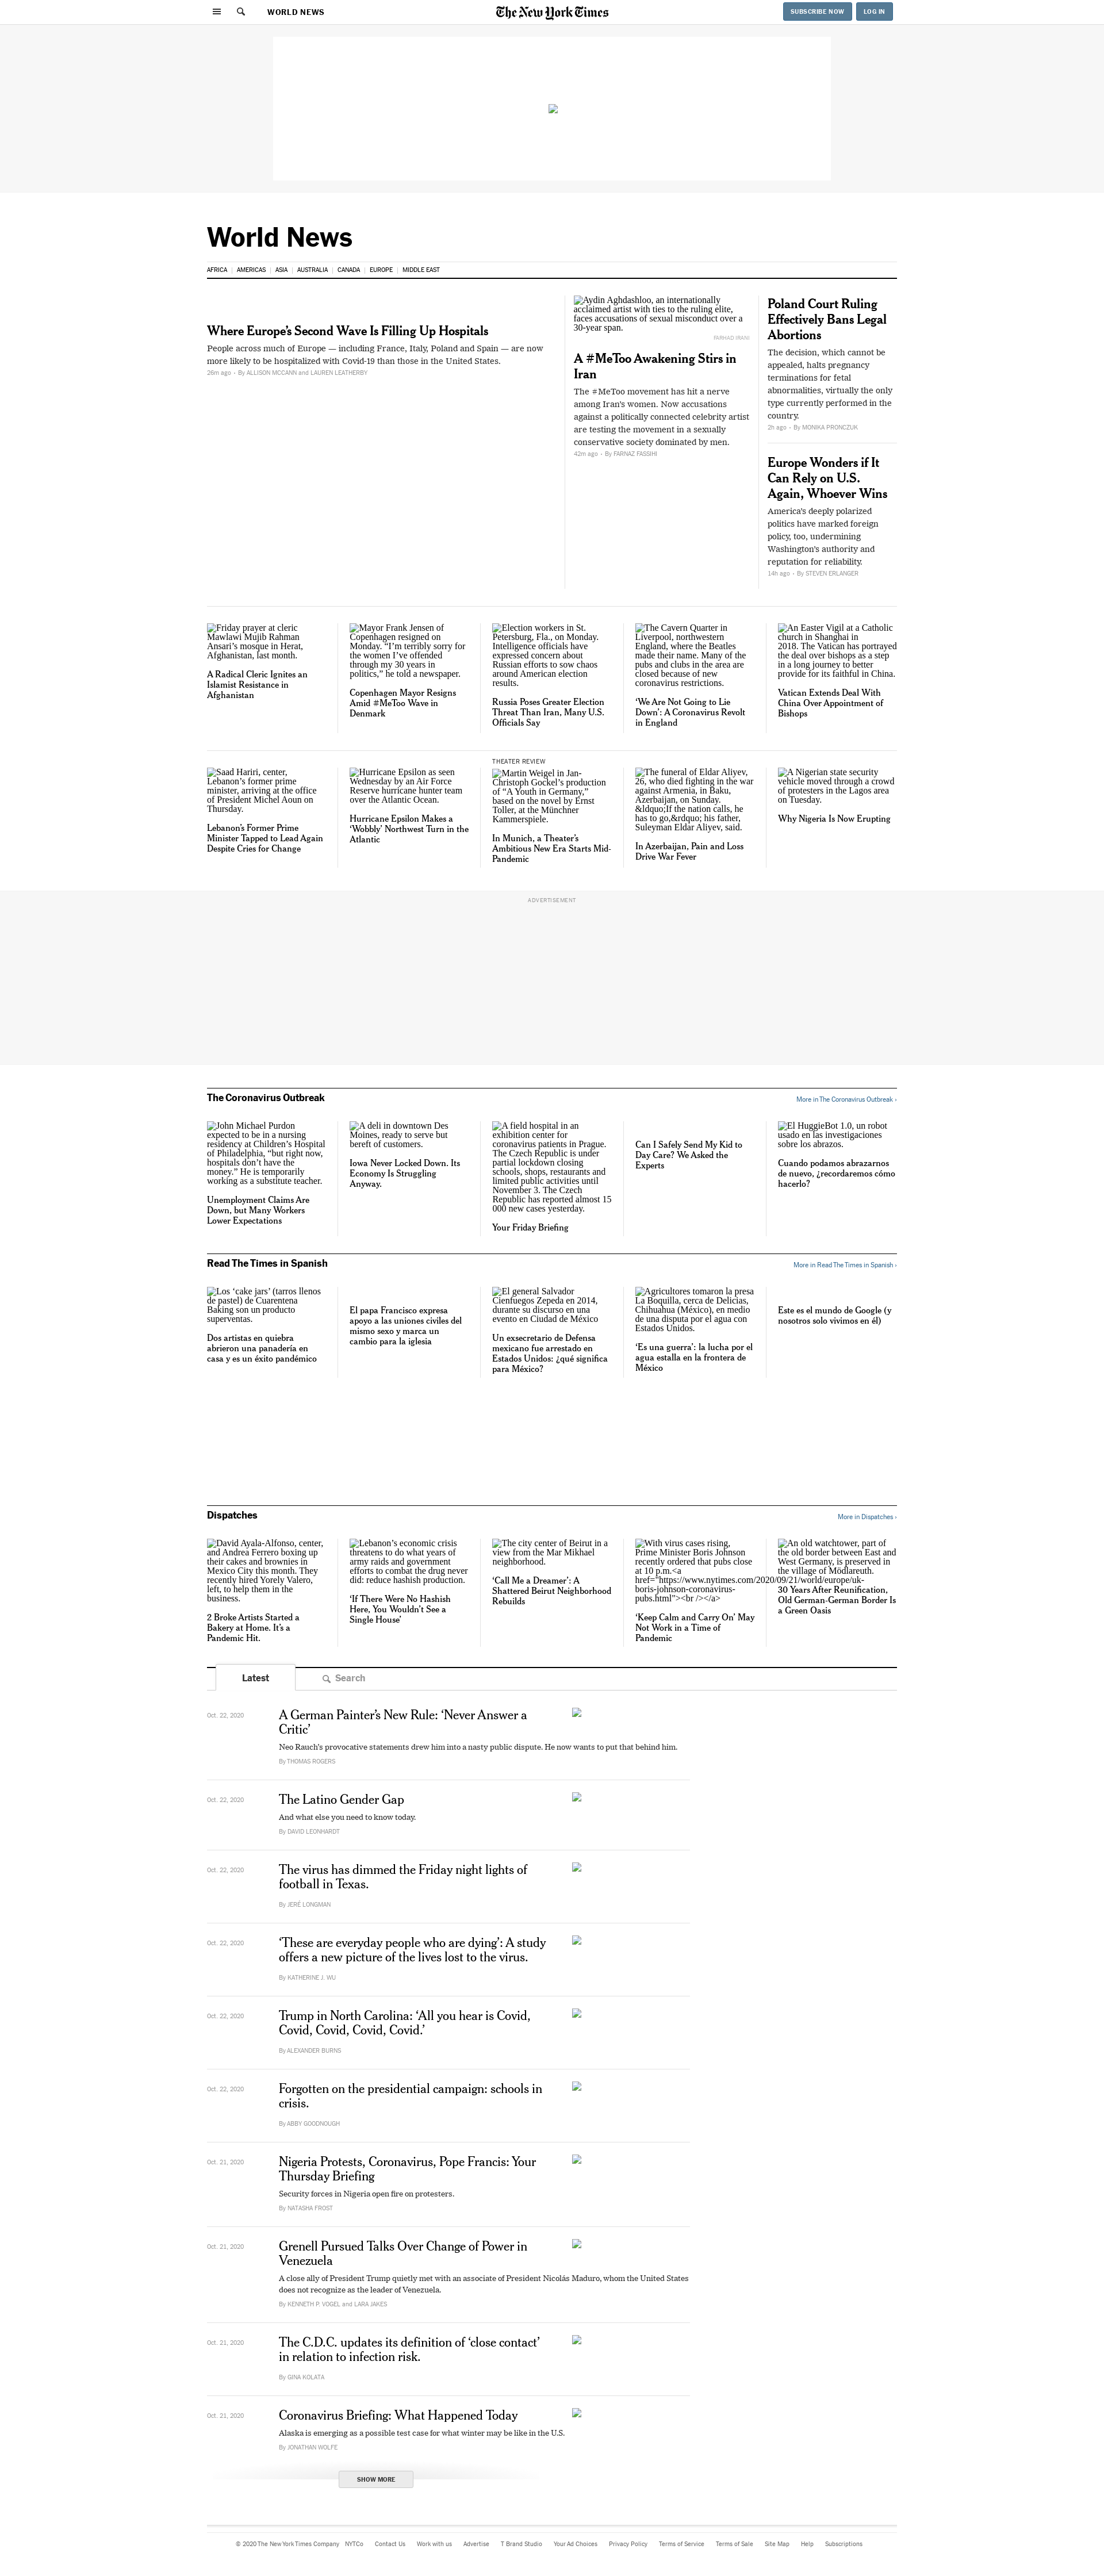 WORLD NEWS
The New York Times
SUBSCRIBE NOW
LOG IN
World News
AFRICA
AMERICAS
ASIA
AUSTRALIA
CANADA
EUROPE
MIDDLE EAST
Where Europe’s Second Wave Is Filling Up Hospitals
People across much of Europe — including France, Italy, Poland and Spain — are now
more likely to be hospitalized with Covid-19 than those in the United States.
26m ago · By ALLISON MCCANN and LAUREN LEATHERBY
Aydin Aghdashloo, an internationally
acclaimed artist with ties to the ruling elite,
faces accusations of sexual misconduct over a
30-year span.
FARHAD IRANI
A #MeToo Awakening Stirs in
Iran
The #MeToo movement has hit a nerve
among Iran’s women. Now accusations
against a politically connected celebrity artist
are testing the movement in a sexually
conservative society dominated by men.
42m ago · By FARNAZ FASSIHI
Poland Court Ruling
Effectively Bans Legal
Abortions
The decision, which cannot be
appealed, halts pregnancy
terminations for fetal
abnormalities, virtually the only
type currently performed in the
country.
2h ago · By MONIKA PRONCZUK
Europe Wonders if It
Can Rely on U.S.
Again, Whoever Wins
America’s deeply polarized
politics have marked foreign
policy, too, undermining
Washington’s authority and
reputation for reliability.
14h ago · By STEVEN ERLANGER
Friday prayer at cleric
Mawlawi Mujib Rahman
Ansari’s mosque in Herat,
Afghanistan, last month.
A Radical Cleric Ignites an
Islamist Resistance in
Afghanistan
Mayor Frank Jensen of
Copenhagen resigned on
Monday. “I’m terribly sorry for
the women I’ve offended
through my 30 years in
politics,” he told a newspaper.
Copenhagen Mayor Resigns
Amid #MeToo Wave in
Denmark
Election workers in St.
Petersburg, Fla., on Monday.
Intelligence officials have
expressed concern about
Russian efforts to sow chaos
around American election
results.
Russia Poses Greater Election
Threat Than Iran, Many U.S.
Officials Say
The Cavern Quarter in
Liverpool, northwestern
England, where the Beatles
made their name. Many of the
pubs and clubs in the area are
closed because of new
coronavirus restrictions.
‘We Are Not Going to Lie
Down’: A Coronavirus Revolt
in England
An Easter Vigil at a Catholic
church in Shanghai in
2018. The Vatican has portrayed
the deal over bishops as a step
in a long journey to better
provide for its faithful in China.
Vatican Extends Deal With
China Over Appointment of
Bishops
Saad Hariri, center,
Lebanon’s former prime
minister, arriving at the office
of President Michel Aoun on
Thursday.
Lebanon’s Former Prime
Minister Tapped to Lead Again
Despite Cries for Change
Hurricane Epsilon as seen
Wednesday by an Air Force
Reserve hurricane hunter team
over the Atlantic Ocean.
Hurricane Epsilon Makes a
‘Wobbly’ Northwest Turn in the
Atlantic
THEATER REVIEW
Martin Weigel in Jan-
Christoph Gockel’s production
of “A Youth in Germany,”
based on the novel by Ernst
Toller, at the Münchner
Kammerspiele.
In Munich, a Theater’s
Ambitious New Era Starts Mid-
Pandemic
The funeral of Eldar Aliyev,
26, who died fighting in the war
against Armenia, in Baku,
Azerbaijan, on Sunday.
&ldquo;If the nation calls, he
has to go,&rdquo; his father,
Suleyman Eldar Aliyev, said.
In Azerbaijan, Pain and Loss
Drive War Fever
A Nigerian state security
vehicle moved through a crowd
of protesters in the Lagos area
on Tuesday.
Why Nigeria Is Now Erupting
ADVERTISEMENT
The Coronavirus Outbreak
More in The Coronavirus Outbreak ›
John Michael Purdon
expected to be in a nursing
residency at Children’s Hospital
of Philadelphia, “but right now,
hospitals don’t have the
money.” He is temporarily
working as a substitute teacher.
Unemployment Claims Are
Down, but Many Workers
Lower Expectations
A deli in downtown Des
Moines, ready to serve but
bereft of customers.
Iowa Never Locked Down. Its
Economy Is Struggling
Anyway.
A field hospital in an
exhibition center for
coronavirus patients in Prague.
The Czech Republic is under
partial lockdown closing
schools, shops, restaurants and
limited public activities until
November 3. The Czech
Republic has reported almost 15
000 new cases yesterday.
Your Friday Briefing
Can I Safely Send My Kid to
Day Care? We Asked the
Experts
El HuggieBot 1.0, un robot
usado en las investigaciones
sobre los abrazos.
Cuando podamos abrazarnos
de nuevo, ¿recordaremos cómo
hacerlo?
Read The Times in Spanish
More in Read The Times in Spanish ›
Los ‘cake jars’ (tarros llenos
de pastel) de Cuarentena
Baking son un producto
superventas.
Dos artistas en quiebra
abrieron una panadería en
casa y es un éxito pandémico
El papa Francisco expresa
apoyo a las uniones civiles del
mismo sexo y marca un
cambio para la iglesia
El general Salvador
Cienfuegos Zepeda en 2014,
durante su discurso en una
evento en Ciudad de México
Un exsecretario de Defensa
mexicano fue arrestado en
Estados Unidos: ¿qué significa
para México?
Agricultores tomaron la presa
La Boquilla, cerca de Delicias,
Chihuahua (México), en medio
de una disputa por el agua con
Estados Unidos.
‘Es una guerra’: la lucha por el
agua estalla en la frontera de
México
Este es el mundo de Google (y
nosotros solo vivimos en él)
Dispatches
More in Dispatches ›
David Ayala-Alfonso, center,
and Andrea Ferrero boxing up
their cakes and brownies in
Mexico City this month. They
recently hired Yorely Valero,
left, to help them in the
business.
2 Broke Artists Started a
Bakery at Home. It’s a
Pandemic Hit.
Lebanon’s economic crisis
threatens to do what years of
army raids and government
efforts to combat the drug never
did: reduce hashish production.
‘If There Were No Hashish
Here, You Wouldn’t See a
Single House’
The city center of Beirut in a
view from the Mar Mikhael
neighborhood.
‘Call Me a Dreamer’: A
Shattered Beirut Neighborhood
Rebuilds
With virus cases rising,
Prime Minister Boris Johnson
recently ordered that pubs close
at 10 p.m.<a
href="https://www.nytimes.com/2020/09/21/world/europe/uk-
boris-johnson-coronavirus-
pubs.html"><br /></a>
‘Keep Calm and Carry On’ May
Not Work in a Time of
Pandemic
An old watchtower, part of
the old border between East and
West Germany, is preserved in
the village of Mödlareuth.
30 Years After Reunification,
Old German-German Border Is
a Green Oasis
Latest
Search
Oct. 22, 2020
A German Painter’s New Rule: ‘Never Answer a
Critic’
Neo Rauch’s provocative statements drew him into a nasty public dispute. He now wants to put that behind him.
By THOMAS ROGERS
Oct. 22, 2020
The Latino Gender Gap
And what else you need to know today.
By DAVID LEONHARDT
Oct. 22, 2020
The virus has dimmed the Friday night lights of
football in Texas.
By JERÉ LONGMAN
Oct. 22, 2020
‘These are everyday people who are dying’: A study
offers a new picture of the lives lost to the virus.
By KATHERINE J. WU
Oct. 22, 2020
Trump in North Carolina: ‘All you hear is Covid,
Covid, Covid, Covid, Covid.’
By ALEXANDER BURNS
Oct. 22, 2020
Forgotten on the presidential campaign: schools in
crisis.
By ABBY GOODNOUGH
Oct. 21, 2020
Nigeria Protests, Coronavirus, Pope Francis: Your
Thursday Briefing
Security forces in Nigeria open fire on protesters.
By NATASHA FROST
Oct. 21, 2020
Grenell Pursued Talks Over Change of Power in
Venezuela
A close ally of President Trump quietly met with an associate of President Nicolás Maduro, whom the United States
does not recognize as the leader of Venezuela.
By KENNETH P. VOGEL and LARA JAKES
Oct. 21, 2020
The C.D.C. updates its definition of ‘close contact’
in relation to infection risk.
By GINA KOLATA
Oct. 21, 2020
Coronavirus Briefing: What Happened Today
Alaska is emerging as a possible test case for what winter may be like in the U.S.
By JONATHAN WOLFE
SHOW MORE
© 2020 The New York Times Company
NYTCo
Contact Us
Work with us
Advertise
T Brand Studio
Your Ad Choices
Privacy Policy
Terms of Service
Terms of Sale
Site Map
Help
Subscriptions